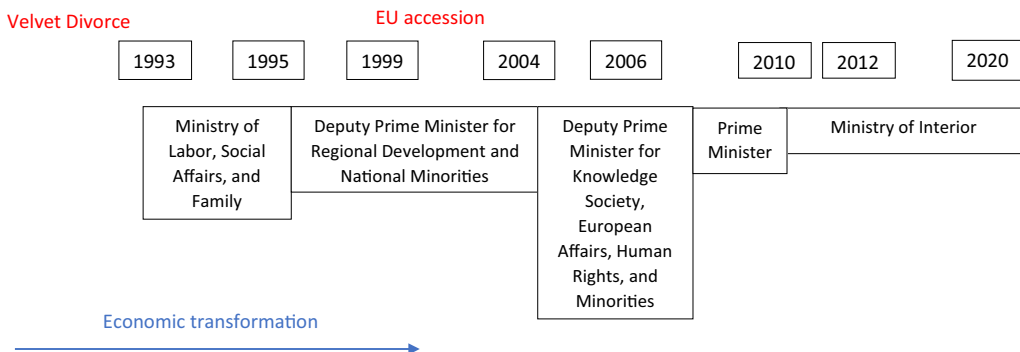 Velvet Divorce
EU accession
1993
1995
1999
2004
2006
2010
2012
2020
Ministry of
Labor, Social
Affairs, and
Family
Deputy Prime Minister for
Regional Development and
National Minorities
Deputy Prime
Minister for
Knowledge
Society,
European
Affairs, Human
Rights, and
Minorities
Prime
Minister
Ministry of Interior
Economic transformation